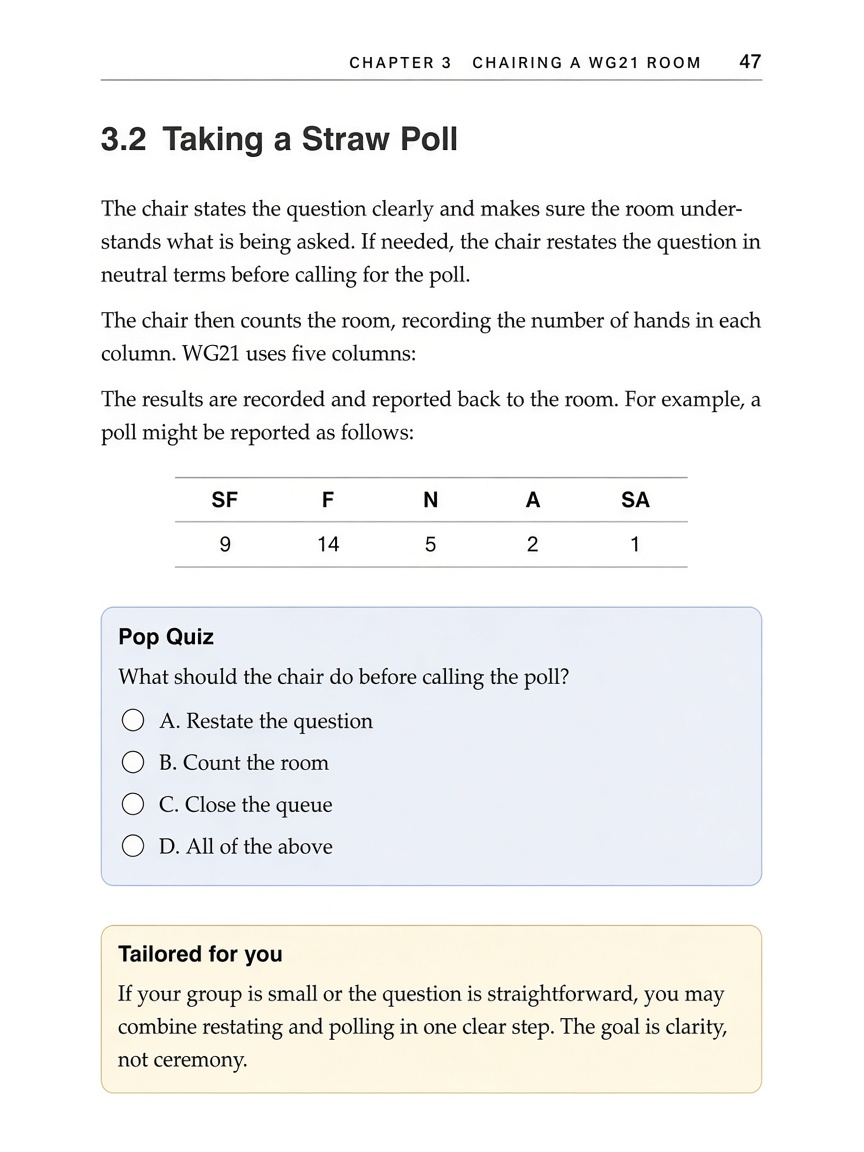 CHAPTER 3 CHAIRING A WG21 ROOM 47
3.2 Taking a Straw Poll
The chair states the question clearly and makes sure the room under-
stands what is being asked. If needed, the chair restates the question in
neutral terms before calling for the poll.
The chair then counts the room, recording the number of hands in each
column. WG21 uses five columns:
The results are recorded and reported back to the room. For example, a
poll might be reported as follows:
SF F N A SA
9 14 5 2 1
Pop Quiz
What should the chair do before calling the poll?
A. Restate the question
B. Count the room
C. Close the queue
D. All of the above
Tailored for you
If your group is small or the question is straightforward, you may
combine restating and polling in one clear step. The goal is clarity,
not ceremony.